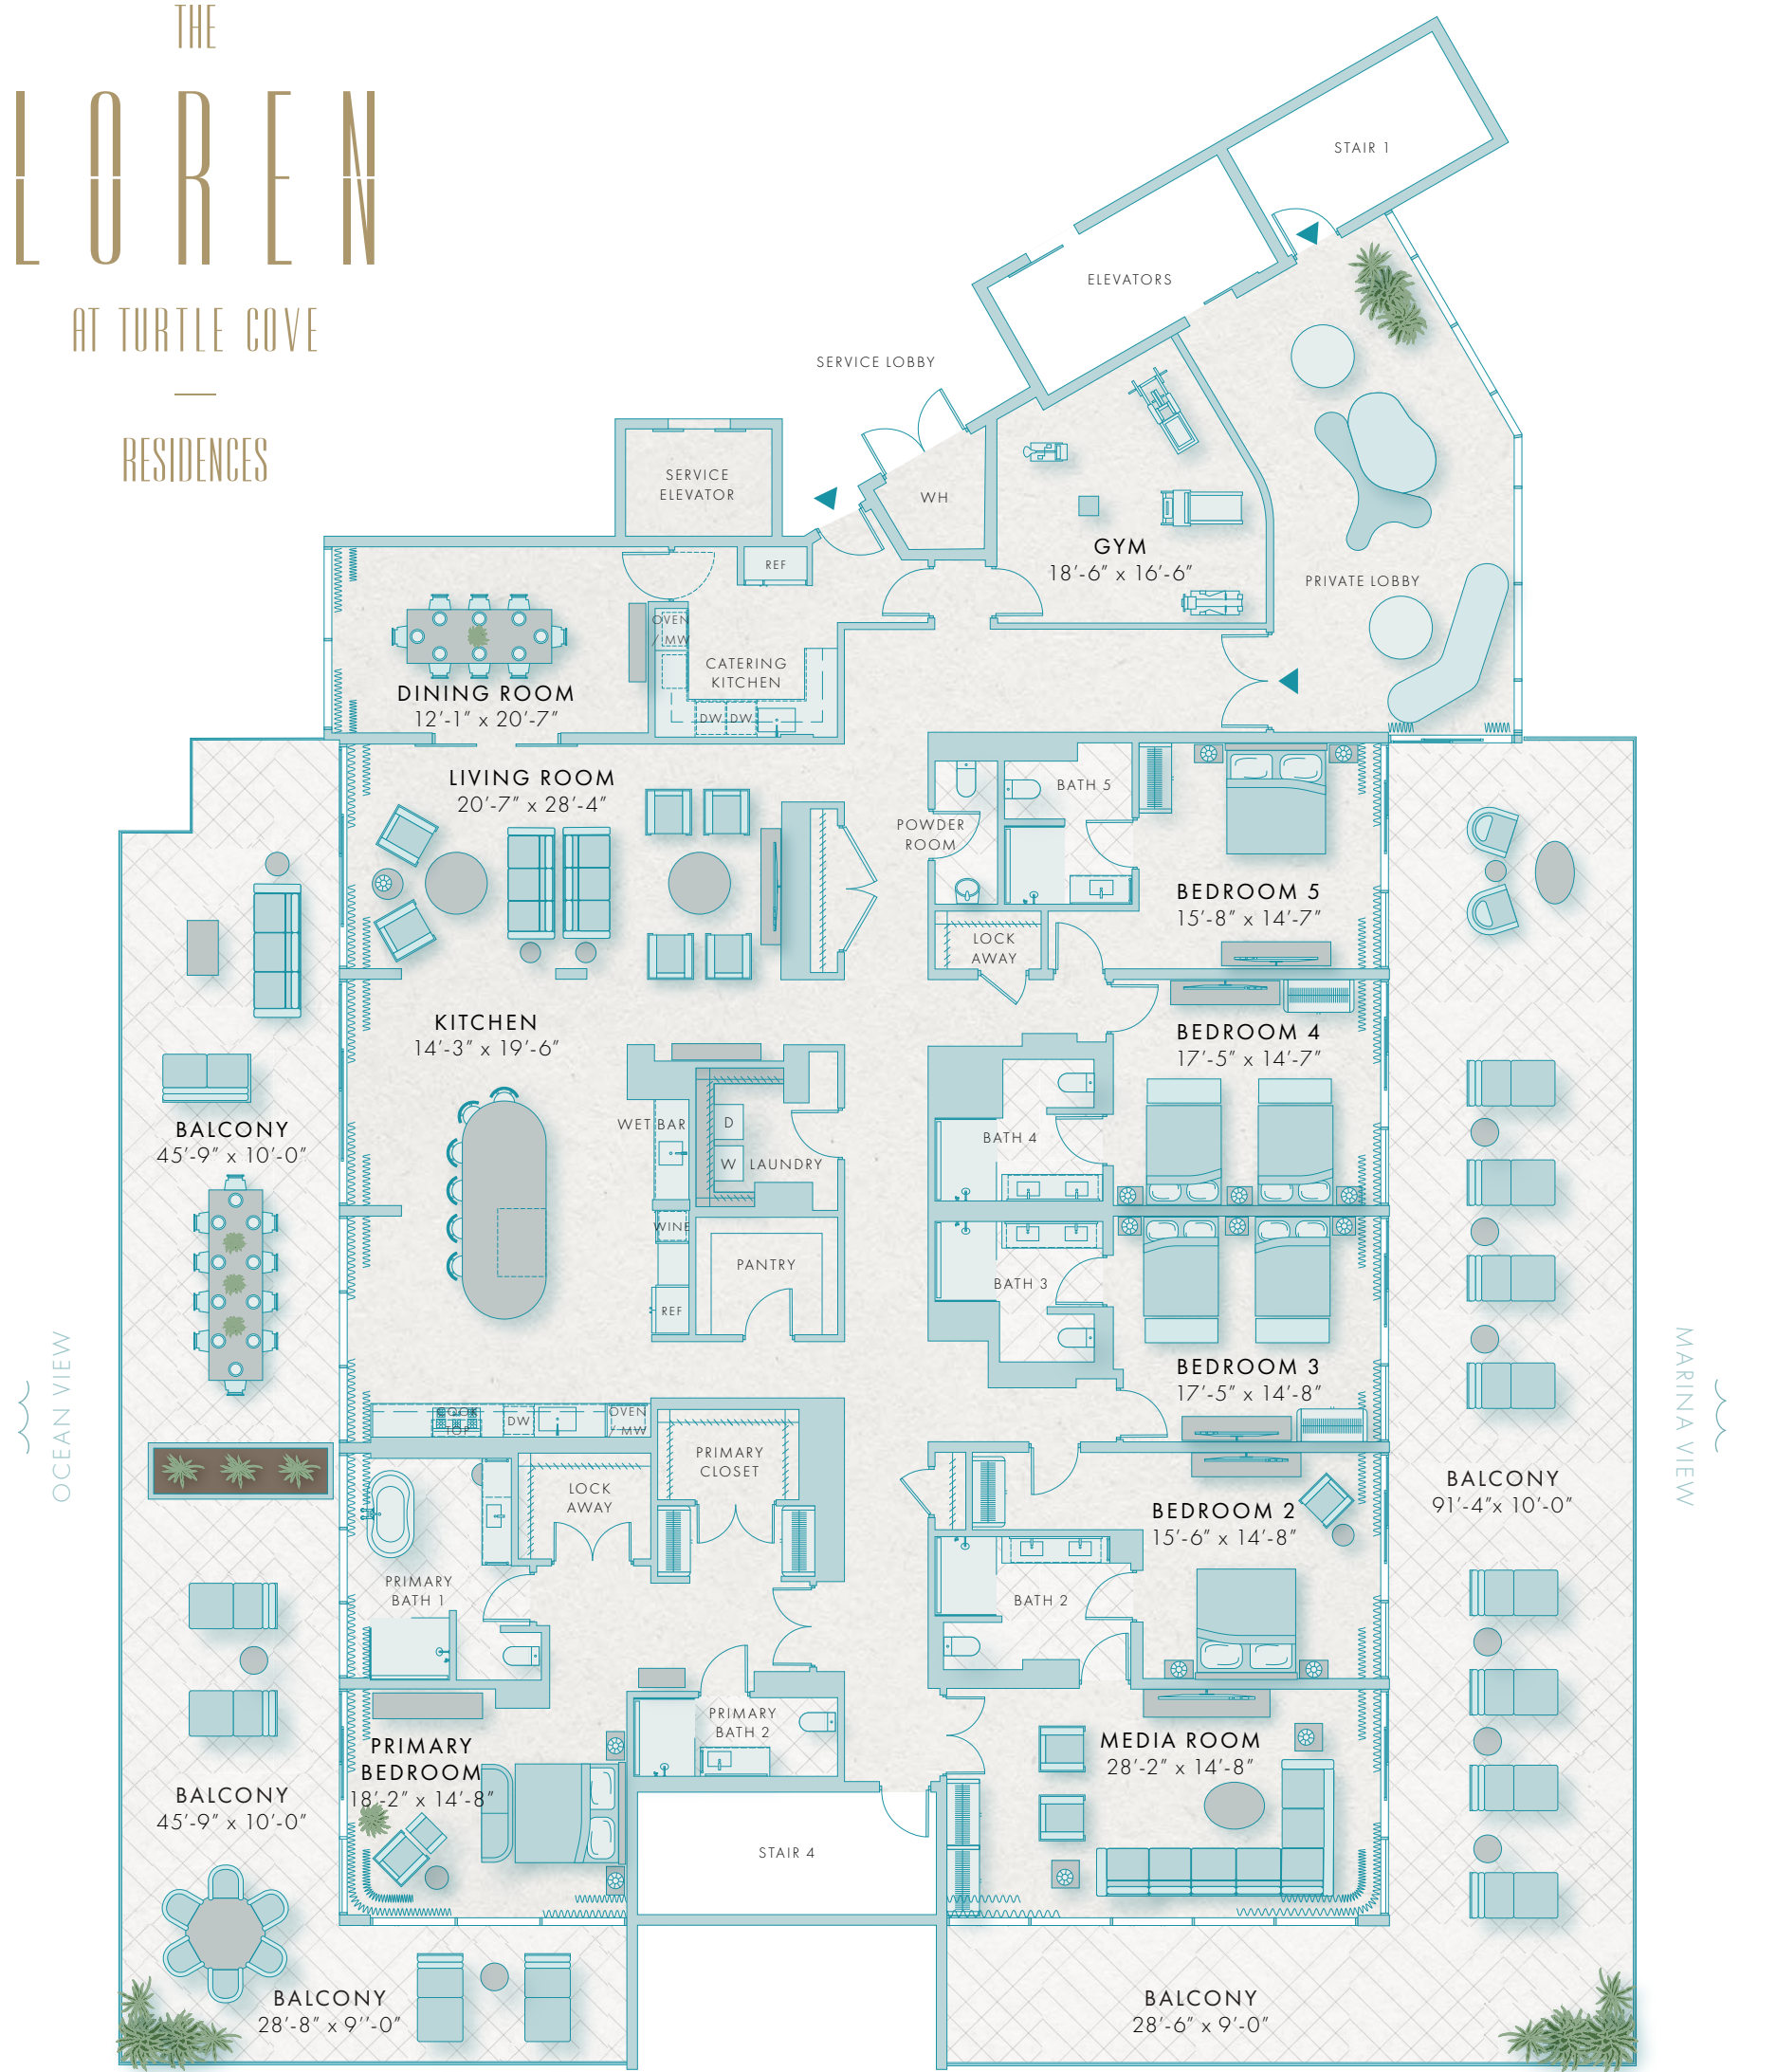 THE
LOREN
AT TURTLE COVE
RESIDENCES
STAIR 1
ELEVATORS
SERVICE LOBBY
SERVICE
ELEVATOR
WH
GYM
18'-6" x 16'-6"
PRIVATE LOBBY
REF
OVEN
/ MW
CATERING
KITCHEN
DW DW
DINING ROOM
12'-1" x 20'-7"
LIVING ROOM
20'-7" x 28'-4"
POWDER
ROOM
BATH 5
BEDROOM 5
15'-8" x 14'-7"
LOCK
AWAY
KITCHEN
14'-3" x 19'-6"
BEDROOM 4
17'-5" x 14'-7"
BALCONY
45'-9" x 10'-0"
WET BAR
D
W
LAUNDRY
BATH 4
WINE
PANTRY
REF
BATH 3
BEDROOM 3
17'-5" x 14'-8"
OCEAN VIEW
MARINA VIEW
COOK
TOP
DW
OVEN
/ MW
PRIMARY
CLOSET
LOCK
AWAY
BALCONY
91'-4"x 10'-0"
BEDROOM 2
15'-6" x 14'-8"
PRIMARY
BATH 1
BATH 2
PRIMARY
BATH 2
PRIMARY
BEDROOM
18'-2" x 14'-8"
MEDIA ROOM
28'-2" x 14'-8"
BALCONY
45'-9" x 10'-0"
STAIR 4
BALCONY
28'-8" x 9''-0"
BALCONY
28'-6" x 9'-0"